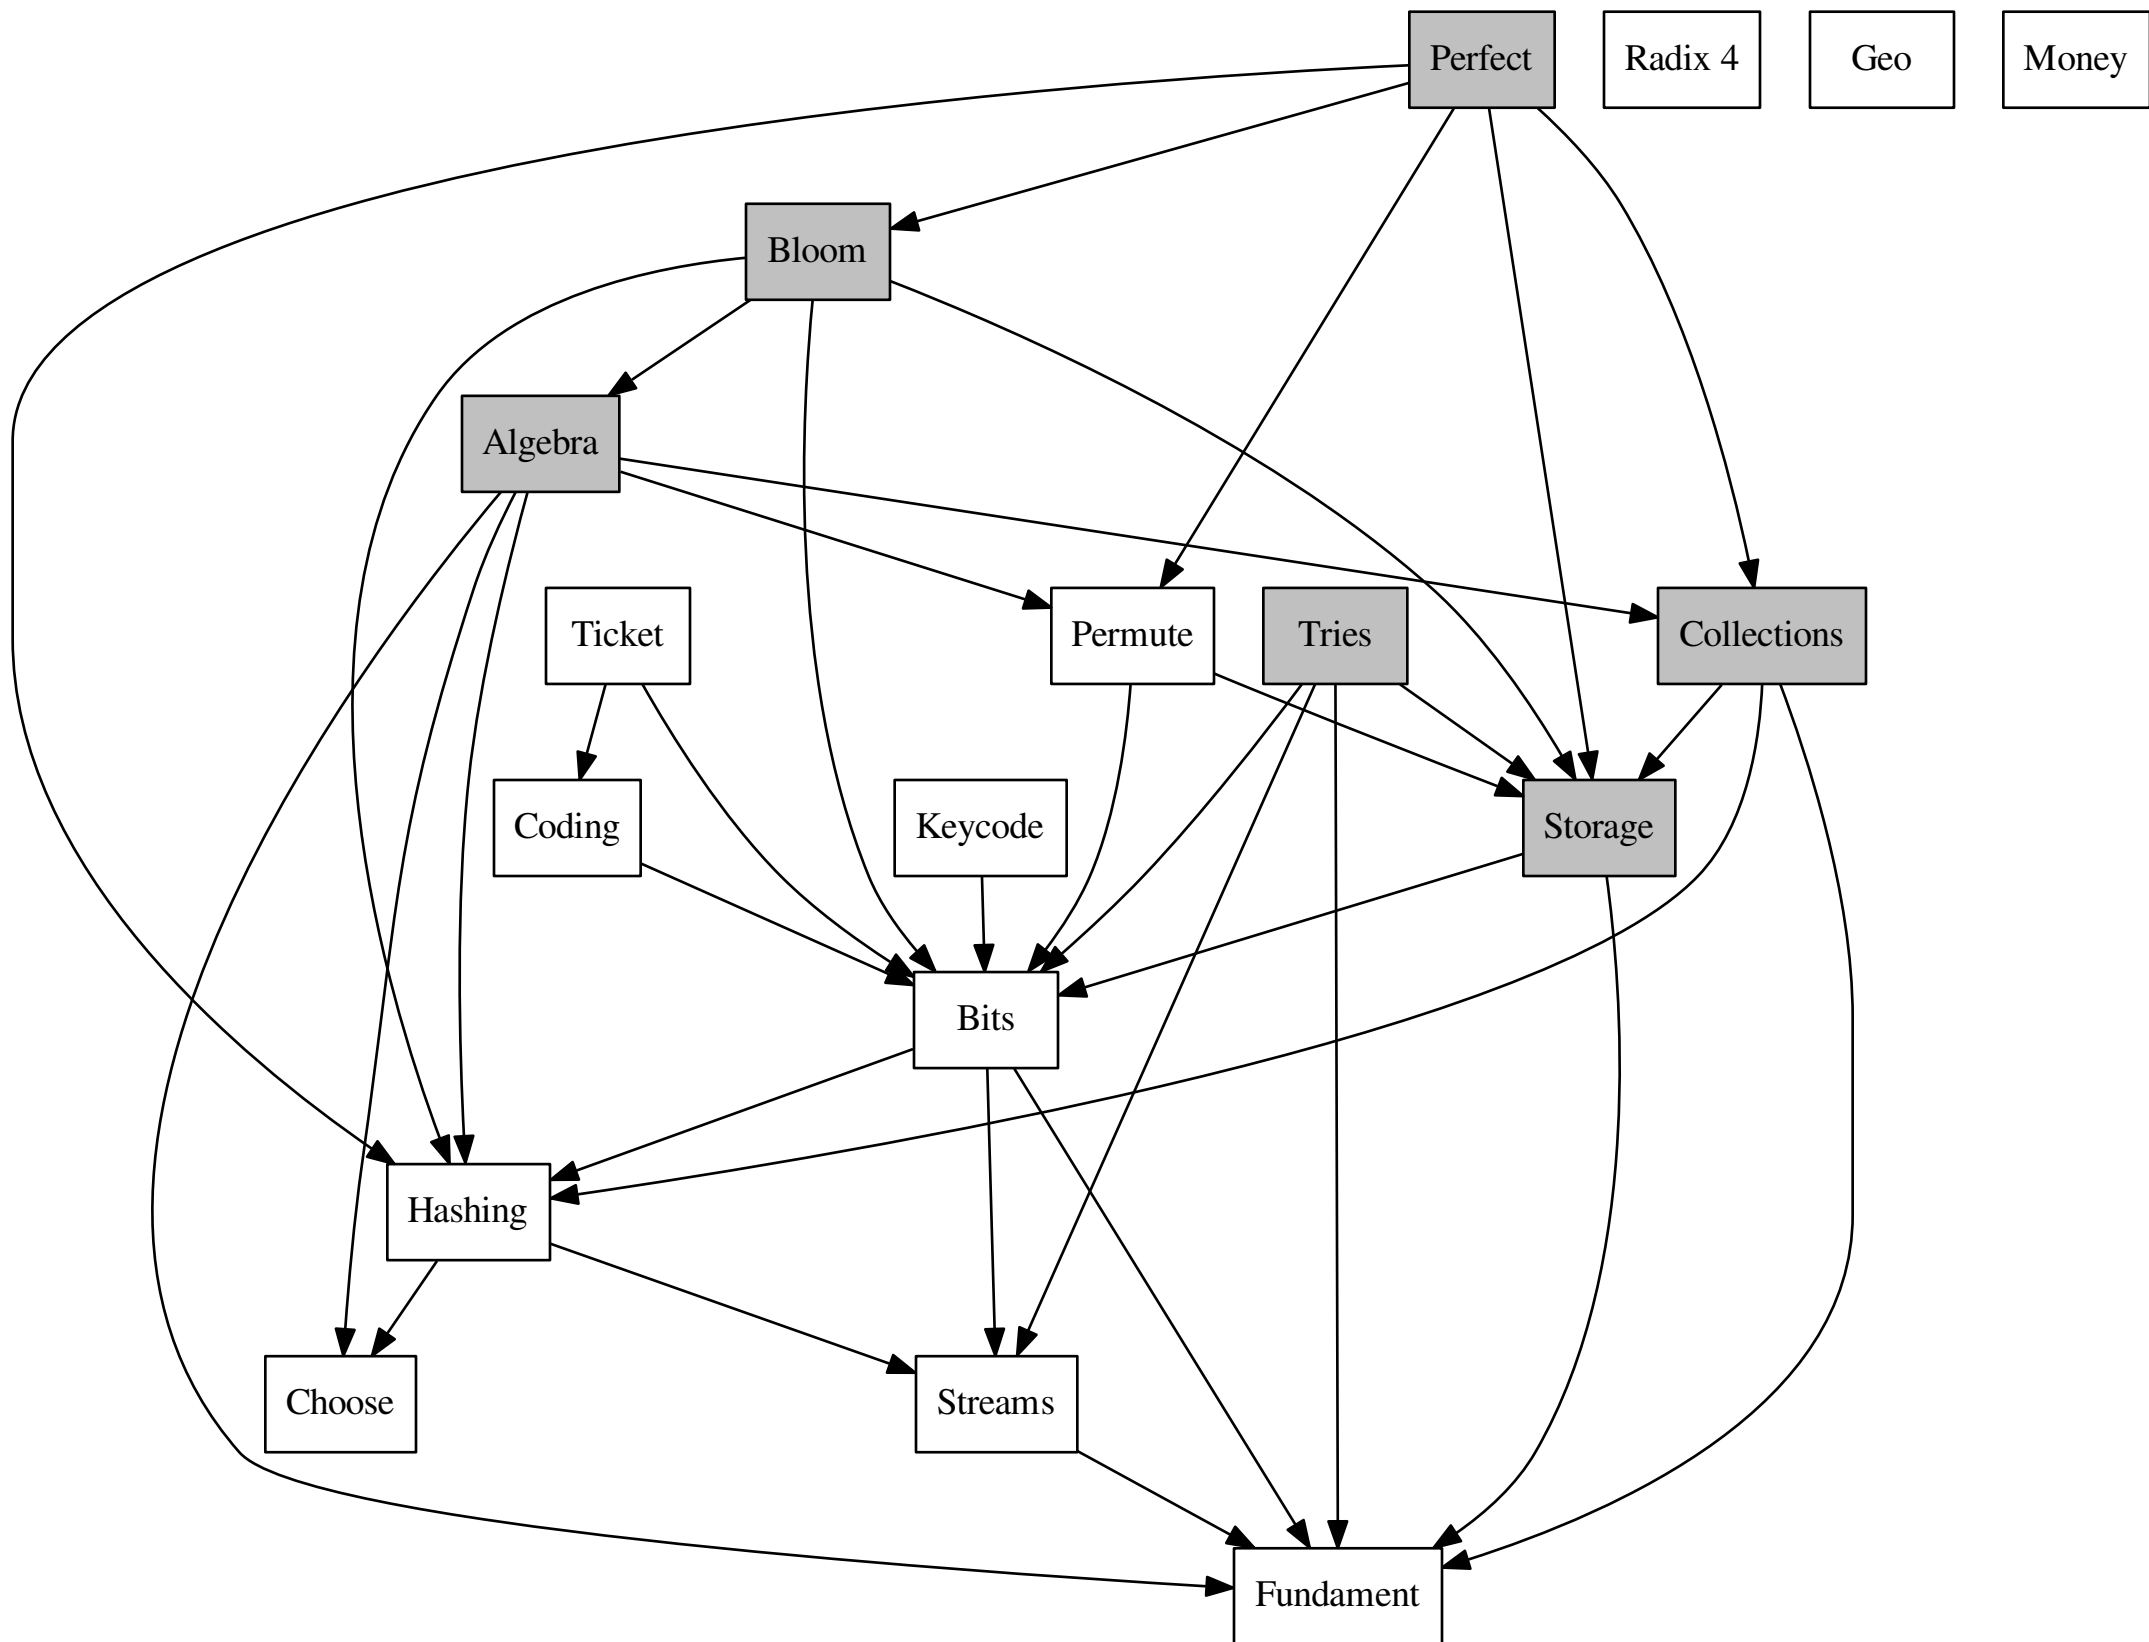 Perfect
Radix 4
Geo
Money
Bloom
Algebra
Ticket
Permute
Tries
Collections
Coding
Keycode
Storage
Bits
Hashing
Choose
Streams
Fundament